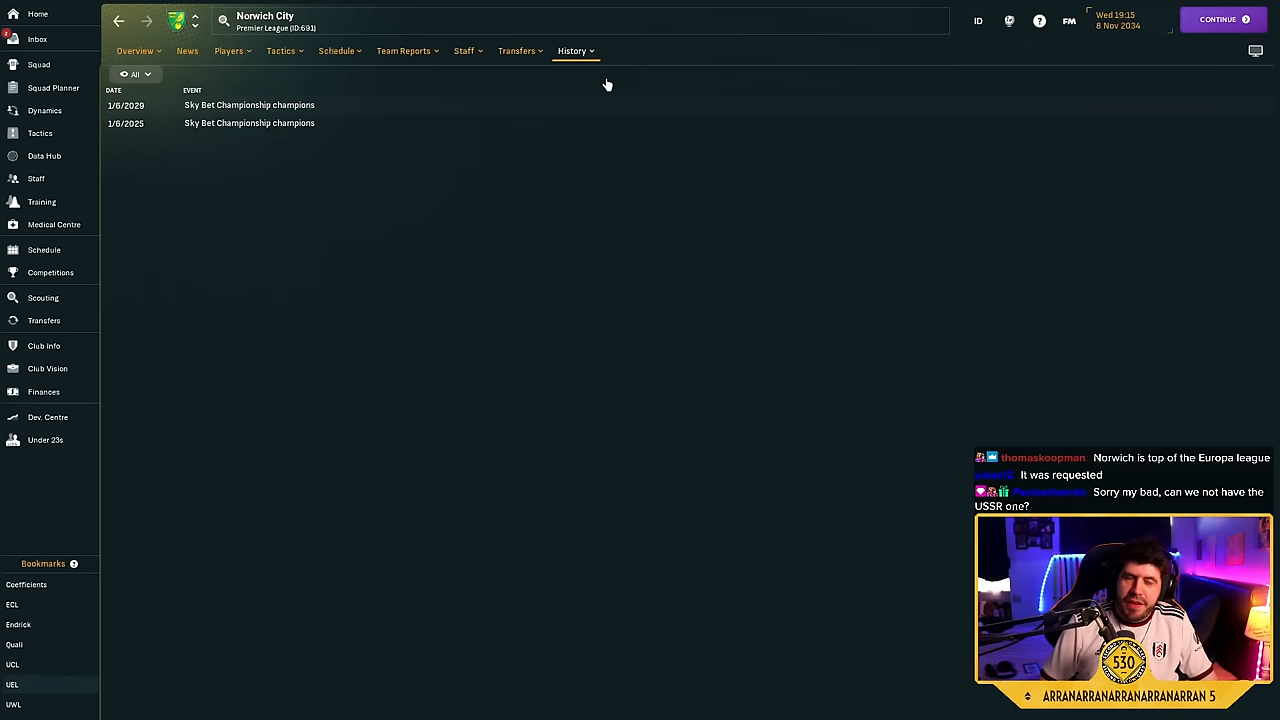 Home
Norwich City
Premier League (ID:691)
ID
FM
Wed 19:15
8 Nov 2034
CONTINUE
2
Inbox
Overview
News
Players
Tactics
Schedule
Team Reports
Staff
Transfers
History
Squad
Squad Planner
Dynamics
Tactics
Data Hub
Staff
Training
Medical Centre
Schedule
Competitions
Scouting
Transfers
Club Info
Club Vision
Finances
Dev. Centre
Under 23s
All
DATE EVENT
1/6/2029 Sky Bet Championship champions
1/6/2025 Sky Bet Championship champions
Bookmarks ?
Coefficients
ECL
Endrick
Quali
UCL
UEL
UWL
thomaskoopman: Norwich is top of the Europa league
It was requested
Sorry my bad, can we not have the
USSR one?
530
ARRANARRANARRANARRANARRAN 5